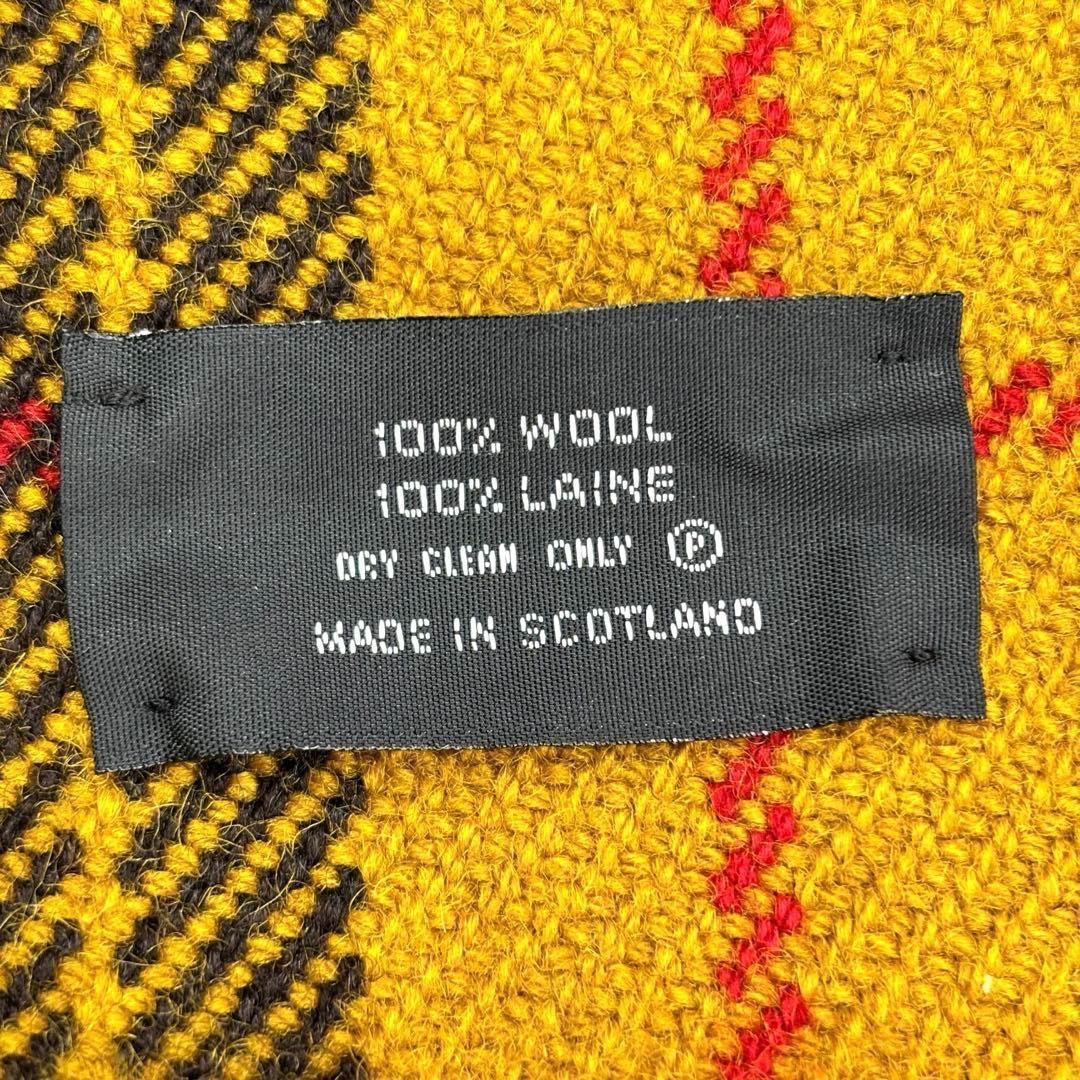 100% WOOL
100% LAINE
DRY CLEAN ONLY Ⓟ
MADE IN SCOTLAND